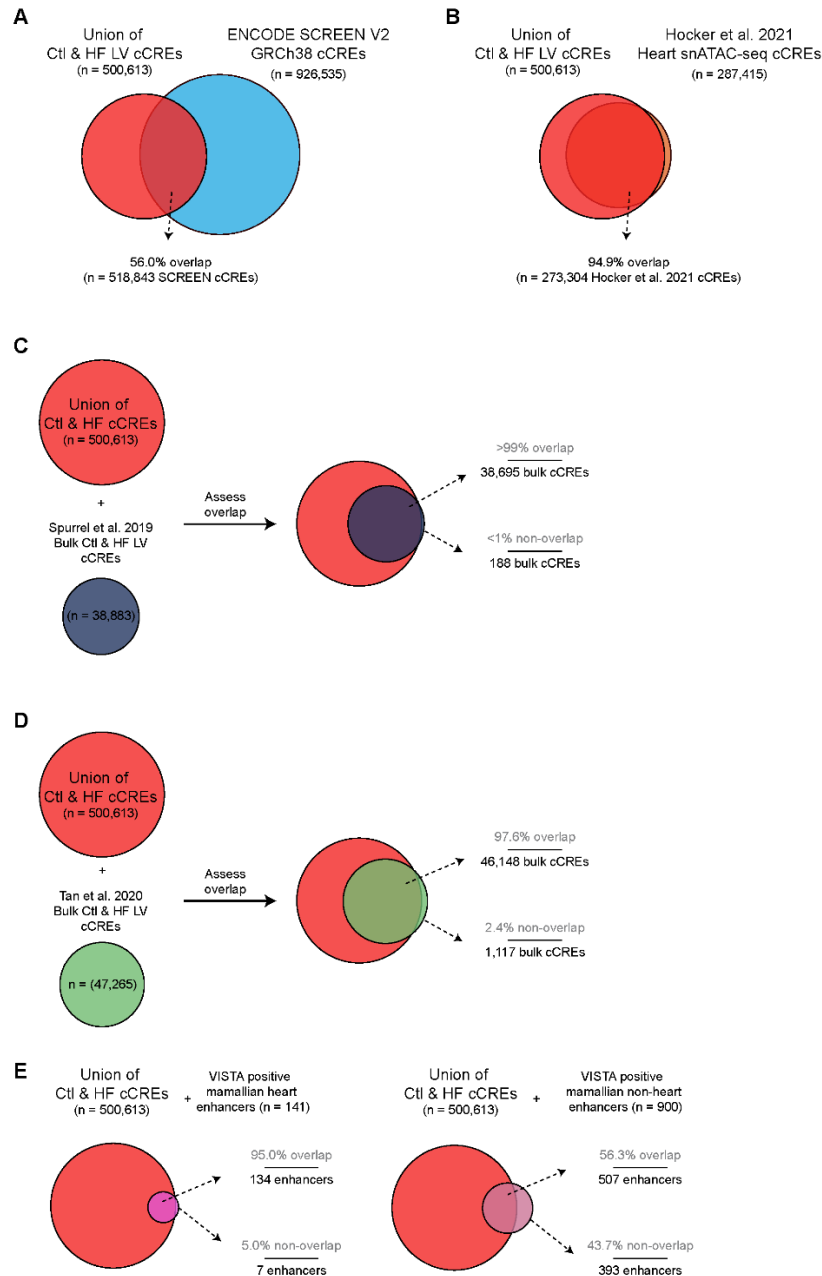 A
Union of
Ctl & HF LV cCREs
(n = 500,613)
ENCODE SCREEN V2
GRCh38 cCREs
(n = 926,535)
56.0% overlap
(n = 518,843 SCREEN cCREs)
B
Union of
Ctl & HF LV cCREs
(n = 500,613)
Hocker et al. 2021
Heart snATAC-seq cCREs
(n = 287,415)
94.9% overlap
(n = 273,304 Hocker et al. 2021 cCREs)
C
Union of
Ctl & HF cCREs
(n = 500,613)
+
Spurrel et al. 2019
Bulk Ctl & HF LV
cCREs
(n = 38,883)
Assess
overlap
>99% overlap
38,695 bulk cCREs
<1% non-overlap
188 bulk cCREs
D
Union of
Ctl & HF cCREs
(n = 500,613)
+
Tan et al. 2020
Bulk Ctl & HF LV
cCREs
n = (47,265)
Assess
overlap
97.6% overlap
46,148 bulk cCREs
2.4% non-overlap
1,117 bulk cCREs
E
Union of
Ctl & HF cCREs
(n = 500,613)
+
VISTA positive
mamallian heart
enhancers (n = 141)
95.0% overlap
134 enhancers
5.0% non-overlap
7 enhancers
Union of
Ctl & HF cCREs
(n = 500,613)
+
VISTA positive
mamallian non-heart
enhancers (n = 900)
56.3% overlap
507 enhancers
43.7% non-overlap
393 enhancers